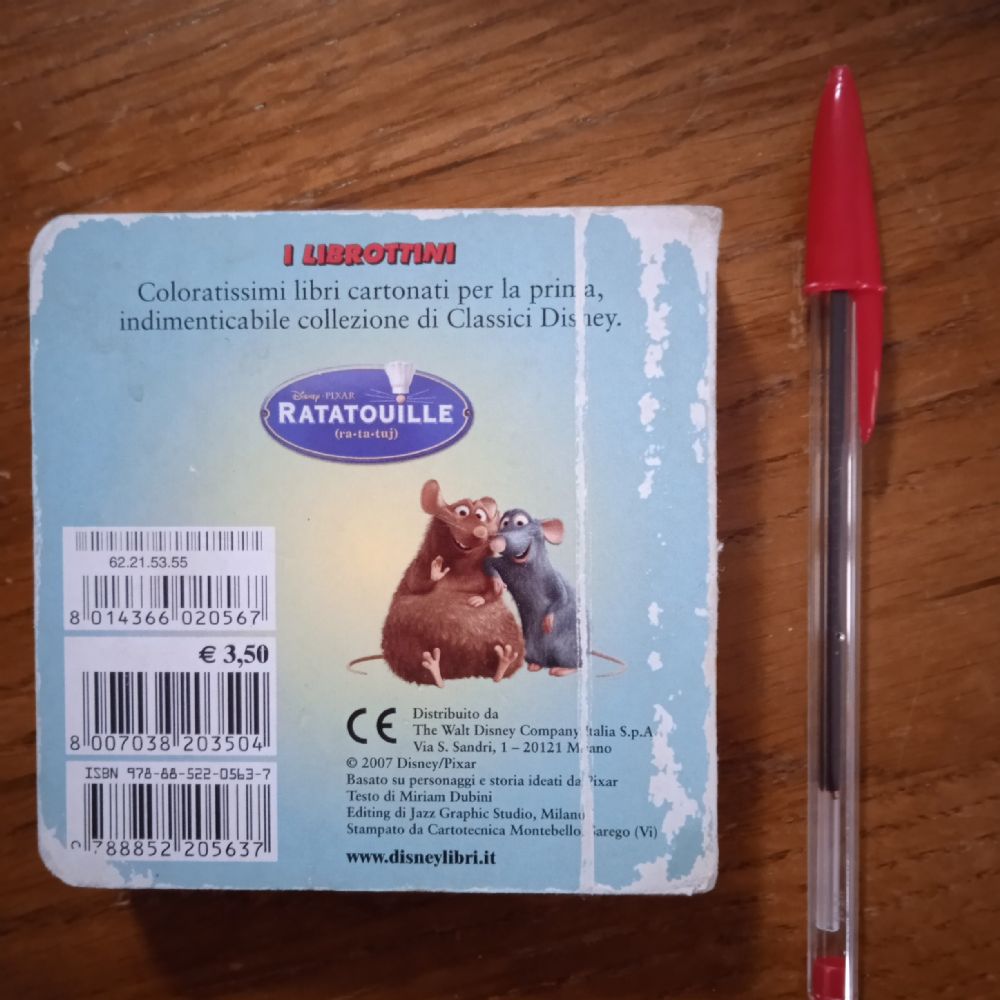 I LIBROTTINI
Coloratissimi libri cartonati per la prima,
indimenticabile collezione di Classici Disney.
Disney · PIXAR
RATATOUILLE
(ra-ta-tuj)
62.21.53.55
8 014366 020567
€ 3,50
8 007038 203504
ISBN 978-88-522-0563-7
9 788852 205637
CE
Distribuito da
The Walt Disney Company Italia S.p.A.
Via S. Sandri, 1 – 20121 Milano
© 2007 Disney/Pixar
Basato su personaggi e storia ideati da Pixar
Testo di Miriam Dubini
Editing di Jazz Graphic Studio, Milano
Stampato da Cartotecnica Montebello, Sarego (Vi)
www.disneylibri.it